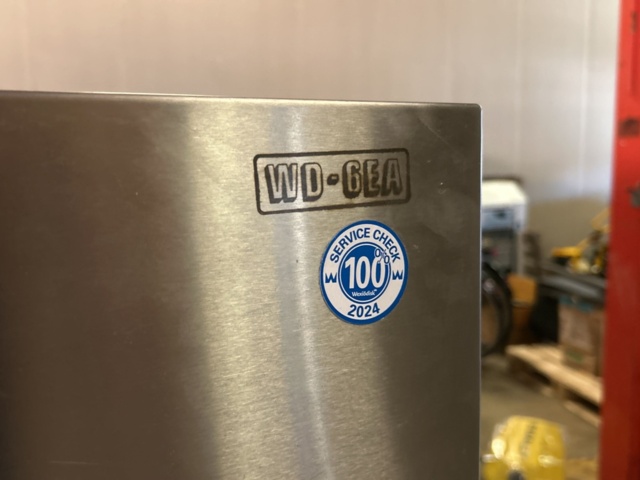 WD-6EA
SERVICE CHECK
100%
2024